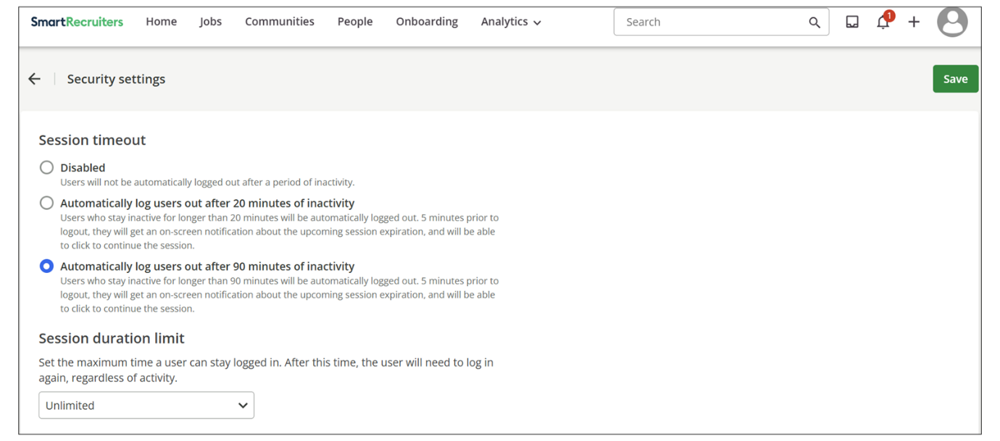 SmartRecruiters Home Jobs Communities People Onboarding Analytics Search 1
Security settings Save
Session timeout
Disabled
Users will not be automatically logged out after a period of inactivity.
Automatically log users out after 20 minutes of inactivity
Users who stay inactive for longer than 20 minutes will be automatically logged out. 5 minutes prior to
logout, they will get an on-screen notification about the upcoming session expiration, and will be able
to click to continue the session.
Automatically log users out after 90 minutes of inactivity
Users who stay inactive for longer than 90 minutes will be automatically logged out. 5 minutes prior to
logout, they will get an on-screen notification about the upcoming session expiration, and will be able
to click to continue the session.
Session duration limit
Set the maximum time a user can stay logged in. After this time, the user will need to log in
again, regardless of activity.
Unlimited